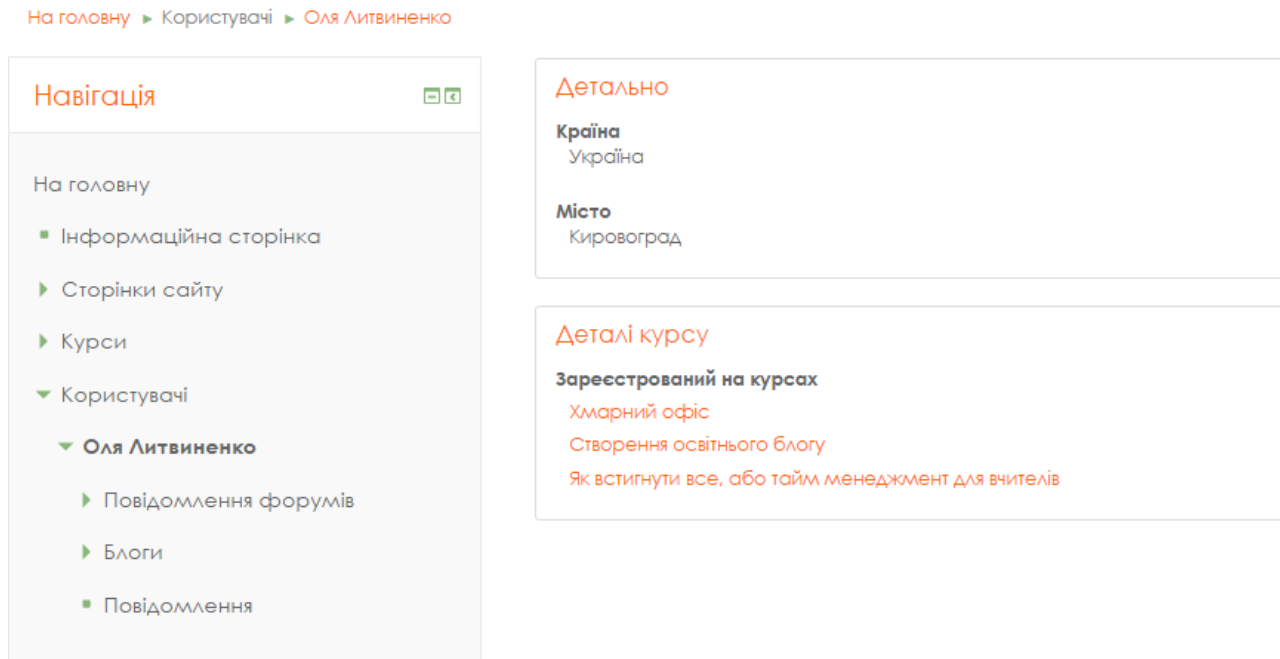 На головну ► Користувачі ► Оля Литвиненко
Навігація
На головну
Інформаційна сторінка
Сторінки сайту
Курси
Користувачі
Оля Литвиненко
Повідомлення форумів
Блоги
Повідомлення
Детально
Країна
Україна
Місто
Кировоград
Деталі курсу
Зареєстрований на курсах
Хмарний офіс
Створення освітнього блогу
Як встигнути все, або тайм менеджмент для вчителів